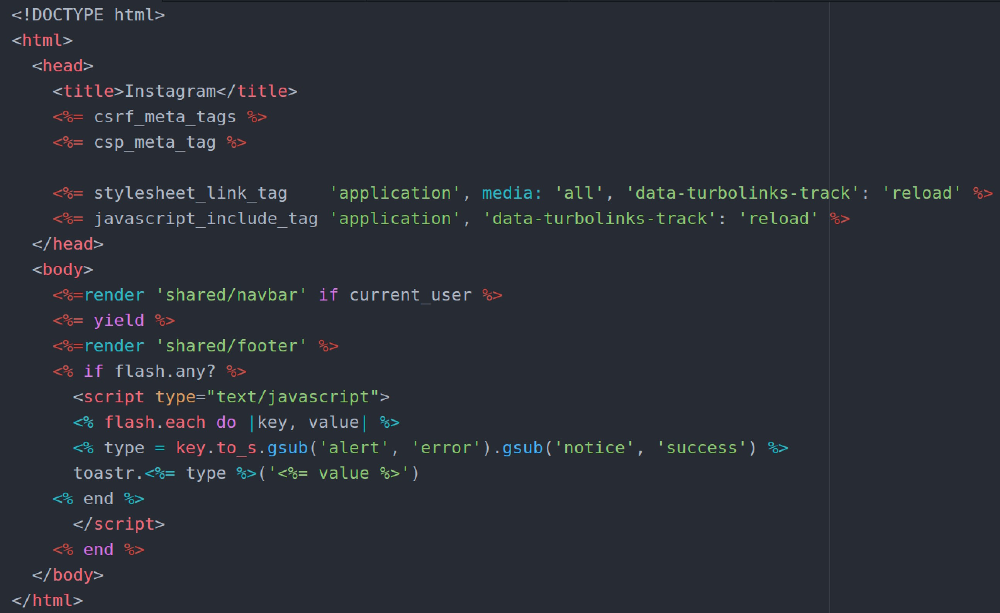 <!DOCTYPE html>
<html>
  <head>
    <title>Instagram</title>
    <%= csrf_meta_tags %>
    <%= csp_meta_tag %>

    <%= stylesheet_link_tag    'application', media: 'all', 'data-turbolinks-track': 'reload' %>
    <%= javascript_include_tag 'application', 'data-turbolinks-track': 'reload' %>
  </head>
  <body>
    <%=render 'shared/navbar' if current_user %>
    <%= yield %>
    <%=render 'shared/footer' %>
    <% if flash.any? %>
      <script type="text/javascript">
      <% flash.each do |key, value| %>
      <% type = key.to_s.gsub('alert', 'error').gsub('notice', 'success') %>
      toastr.<%= type %>('<%= value %>')
    <% end %>
      </script>
    <% end %>
  </body>
</html>